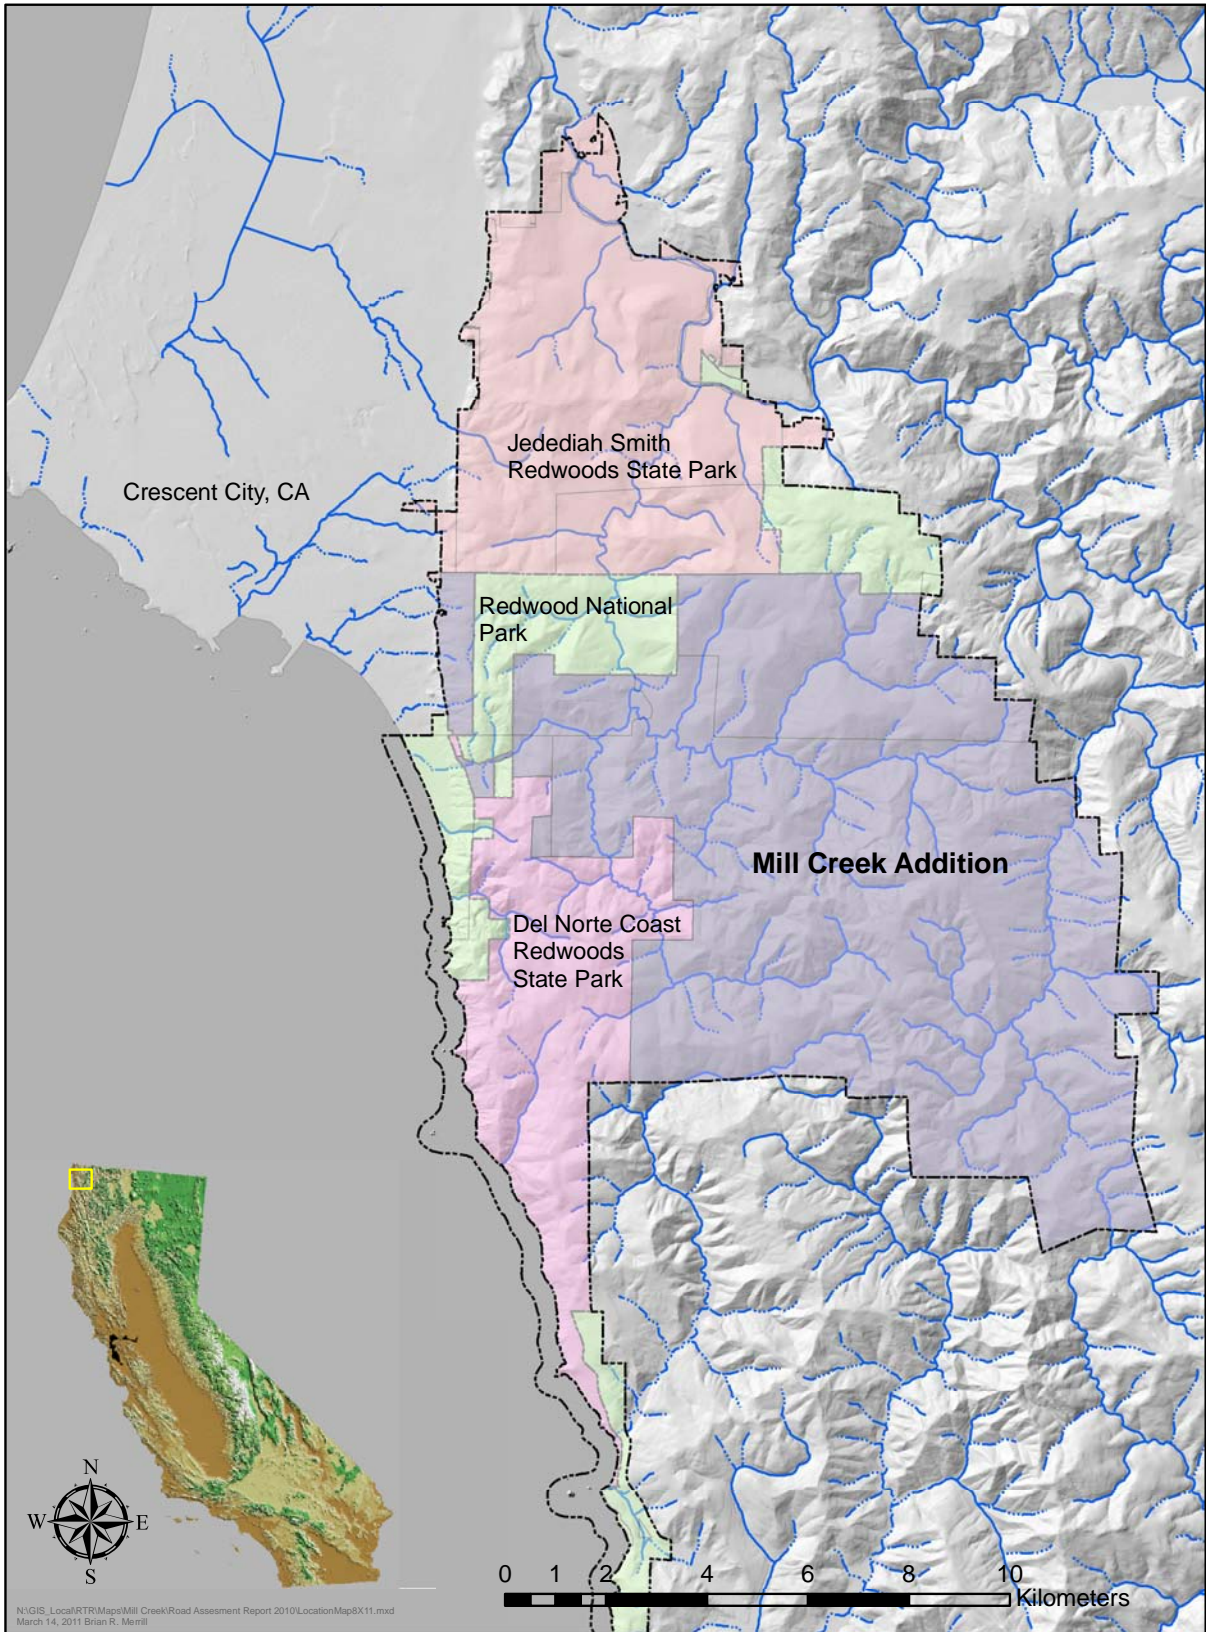 Jedediah Smith
Redwoods State Park
Crescent City, CA
Redwood National
Park
Mill Creek Addition
Del Norte Coast
Redwoods
State Park
N
W E
S
0 1 2 4 6 8 10
Kilometers
N:\GIS_Local\RTR\Maps\Mill Creek\Road Assesment Report 2010\LocationMap8X11.mxd
March 14, 2011 Brian R. Merrill